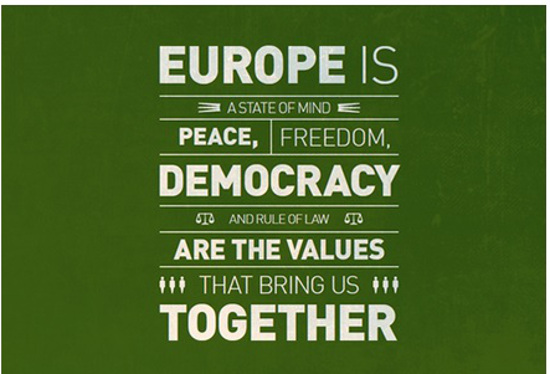 EUROPE IS
A STATE OF MIND
PEACE, FREEDOM,
DEMOCRACY
AND RULE OF LAW
ARE THE VALUES
THAT BRING US
TOGETHER